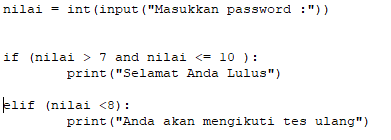 nilai = int(input("Masukkan password :"))
if (nilai > 7 and nilai <= 10 ):
print("Selamat Anda Lulus")
elif (nilai <8):
print("Anda akan mengikuti tes ulang")